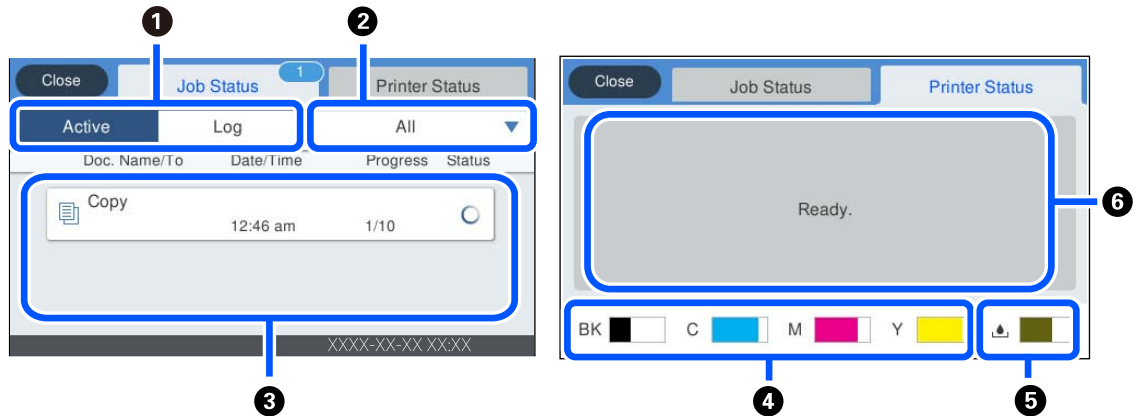 1
2
Close
Job Status
1
Printer Status
Active
Log
All
Doc. Name/To
Date/Time
Progress
Status
Copy
12:46 am
1/10
XXXX-XX-XX XX:XX
3
Close
Job Status
Printer Status
Ready.
6
BK
C
M
Y
4
5